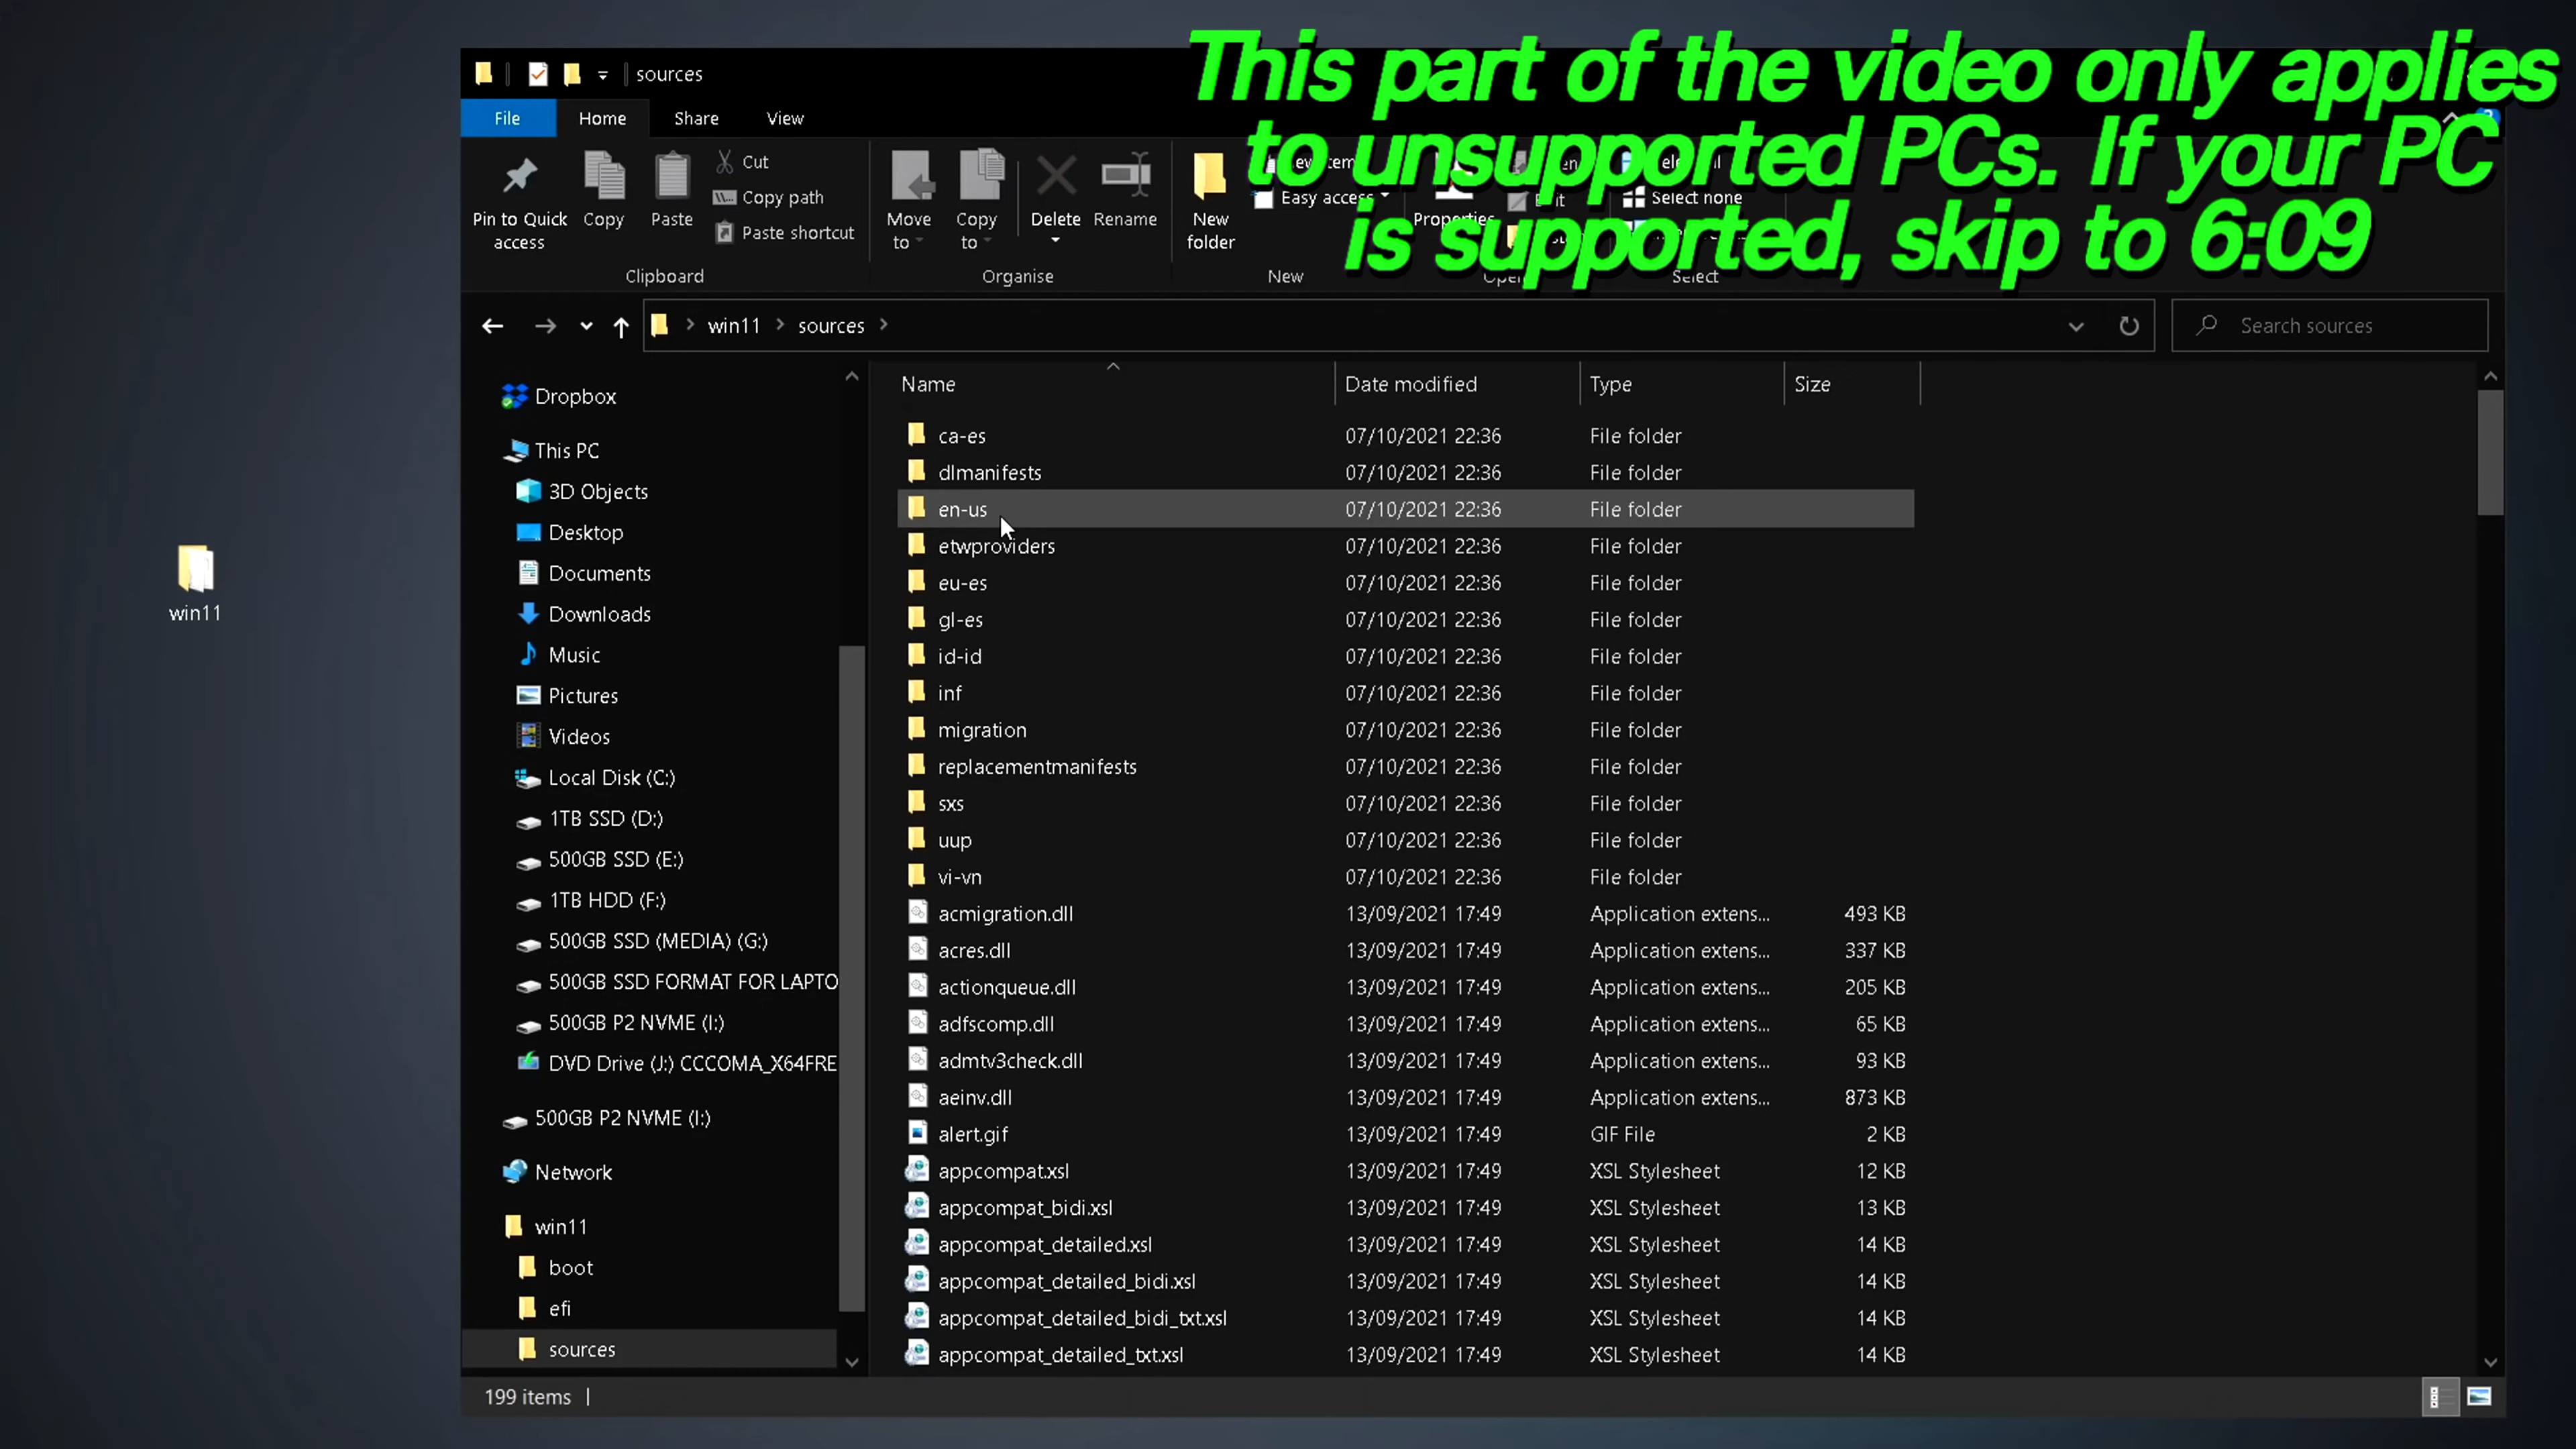 This part of the video only applies
to unsupported PCs. If your PC
is supported, skip to 6:09
sources
File
Home
Share
View
Pin to Quick
access
Copy
Paste
Cut
Copy path
Paste shortcut
Clipboard
Move
to
Copy
to
Delete
Rename
Organise
New
folder
Easy access
New
Properties
Select none
Select
win11
sources
Search sources
win11
Dropbox
This PC
3D Objects
Desktop
Documents
Downloads
Music
Pictures
Videos
Local Disk (C:)
1TB SSD (D:)
500GB SSD (E:)
1TB HDD (F:)
500GB SSD (MEDIA) (G:)
500GB SSD FORMAT FOR LAPTO
500GB P2 NVME (I:)
DVD Drive (J:) CCCOMA_X64FRE
500GB P2 NVME (I:)
Network
win11
boot
efi
sources
Name Date modified Type Size
ca-es 07/10/2021 22:36 File folder
dlmanifests 07/10/2021 22:36 File folder
en-us 07/10/2021 22:36 File folder
etwproviders 07/10/2021 22:36 File folder
eu-es 07/10/2021 22:36 File folder
gl-es 07/10/2021 22:36 File folder
id-id 07/10/2021 22:36 File folder
inf 07/10/2021 22:36 File folder
migration 07/10/2021 22:36 File folder
replacementmanifests 07/10/2021 22:36 File folder
sxs 07/10/2021 22:36 File folder
uup 07/10/2021 22:36 File folder
vi-vn 07/10/2021 22:36 File folder
acmigration.dll 13/09/2021 17:49 Application extens... 493 KB
acres.dll 13/09/2021 17:49 Application extens... 337 KB
actionqueue.dll 13/09/2021 17:49 Application extens... 205 KB
adfscomp.dll 13/09/2021 17:49 Application extens... 65 KB
admtv3check.dll 13/09/2021 17:49 Application extens... 93 KB
aeinv.dll 13/09/2021 17:49 Application extens... 873 KB
alert.gif 13/09/2021 17:49 GIF File 2 KB
appcompat.xsl 13/09/2021 17:49 XSL Stylesheet 12 KB
appcompat_bidi.xsl 13/09/2021 17:49 XSL Stylesheet 13 KB
appcompat_detailed.xsl 13/09/2021 17:49 XSL Stylesheet 14 KB
appcompat_detailed_bidi.xsl 13/09/2021 17:49 XSL Stylesheet 14 KB
appcompat_detailed_bidi_txt.xsl 13/09/2021 17:49 XSL Stylesheet 14 KB
appcompat_detailed_txt.xsl 13/09/2021 17:49 XSL Stylesheet 14 KB
199 items